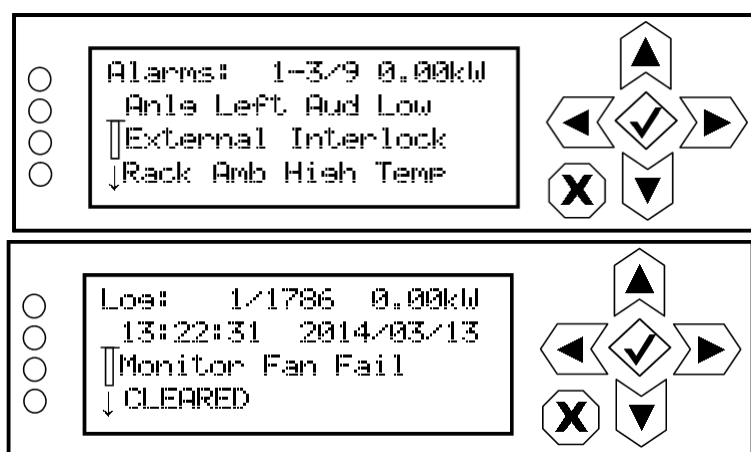 Alarms: 1-3/9 0.00kW
Anlg Left Aud Low
External Interlock
↓Rack Amb High Temp
X
Log: 1/1786 0.00kW
13:22:31 2014/03/13
Monitor Fan Fail
↓ CLEARED
X